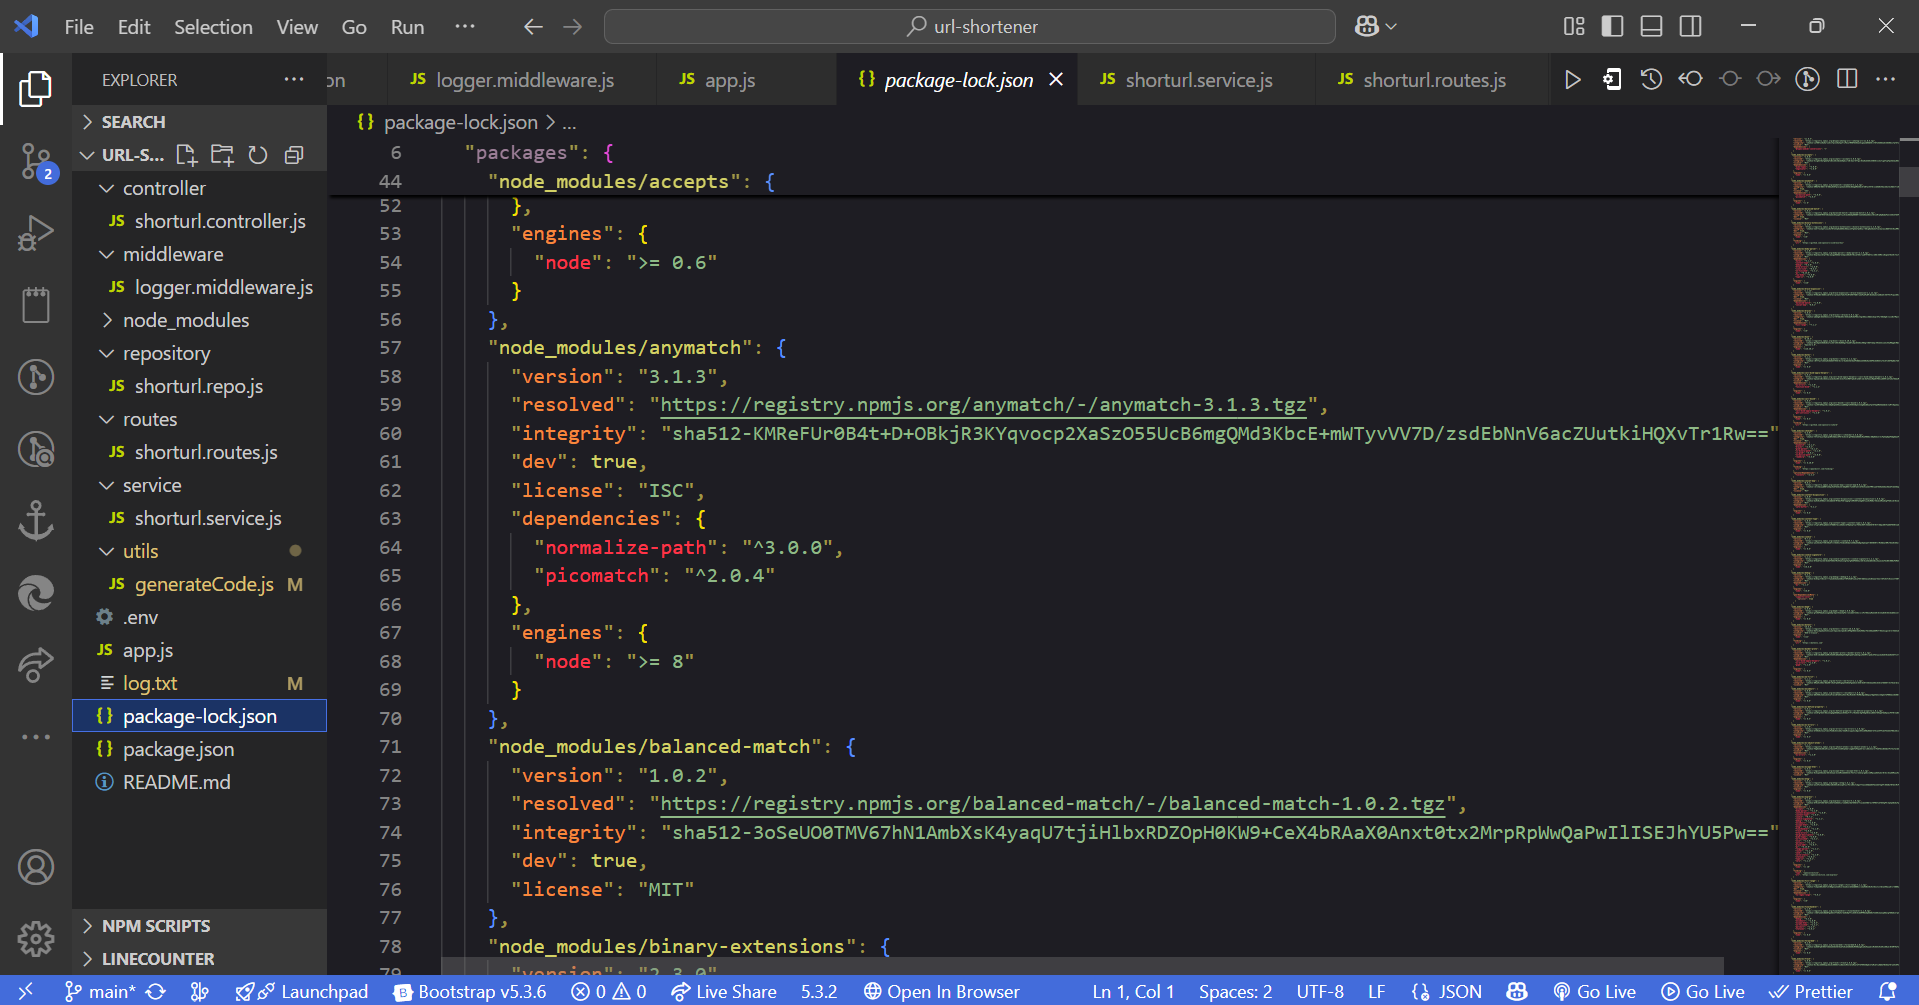 File Edit Selection View Go Run ··· url-shortener
EXPLORER ···
on
JS logger.middleware.js
JS app.js
{} package-lock.json
JS shorturl.service.js
JS shorturl.routes.js
SEARCH
URL-S...
controller
JS shorturl.controller.js
middleware
JS logger.middleware.js
node_modules
repository
JS shorturl.repo.js
routes
JS shorturl.routes.js
service
JS shorturl.service.js
utils
JS generateCode.js M
.env
JS app.js
log.txt M
{} package-lock.json
{} package.json
README.md
NPM SCRIPTS
LINECOUNTER
2
{} package-lock.json > ...
6 "packages": {
44 "node_modules/accepts": {
52 },
53 "engines": {
54 "node": ">= 0.6"
55 }
56 },
57 "node_modules/anymatch": {
58 "version": "3.1.3",
59 "resolved": "https://registry.npmjs.org/anymatch/-/anymatch-3.1.3.tgz",
60 "integrity": "sha512-KMReFUr0B4t+D+OBkjR3KYqvocp2XaSzO55UcB6mgQMd3KbcE+mWTyvVV7D/zsdEbNnV6acZUutkiHQXvTr1Rw=="
61 "dev": true,
62 "license": "ISC",
63 "dependencies": {
64 "normalize-path": "^3.0.0",
65 "picomatch": "^2.0.4"
66 },
67 "engines": {
68 "node": ">= 8"
69 }
70 },
71 "node_modules/balanced-match": {
72 "version": "1.0.2",
73 "resolved": "https://registry.npmjs.org/balanced-match/-/balanced-match-1.0.2.tgz",
74 "integrity": "sha512-3oSeUO0TMV67hN1AmbXsK4yaqU7tjiHlbxRDZOpH0KW9+CeX4bRAaX0Anxt0tx2MrpRpWwQaPwIlISEJhYU5Pw=="
75 "dev": true,
76 "license": "MIT"
77 },
78 "node_modules/binary-extensions": {
79 "version": "2.3.0"
main* Launchpad Bootstrap v5.3.6 0 0 Live Share 5.3.2 Open In Browser Ln 1, Col 1 Spaces: 2 UTF-8 LF {} JSON Go Live Go Live Prettier